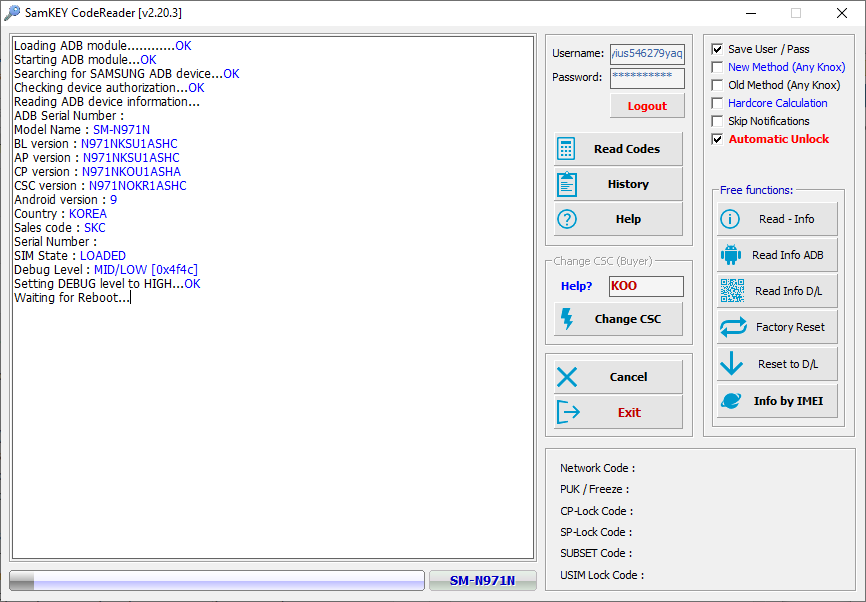 SamKEY CodeReader [v2.20.3]
Loading ADB module...........OK
Starting ADB module...OK
Searching for SAMSUNG ADB device...OK
Checking device authorization...OK
Reading ADB device information...
ADB Serial Number :
Model Name : SM-N971N
BL version : N971NKSU1ASHC
AP version : N971NKSU1ASHC
CP version : N971NKOU1ASHA
CSC version : N971NOKR1ASHC
Android version : 9
Country : KOREA
Sales code : SKC
Serial Number :
SIM State : LOADED
Debug Level : MID/LOW [0x4f4c]
Setting DEBUG level to HIGH...OK
Waiting for Reboot...
SM-N971N
Username: yius546279yaq
Password: **********
Logout
Read Codes
History
Help
Change CSC (Buyer)
Help? KOO
Change CSC
Cancel
Exit
Save User / Pass
New Method (Any Knox)
Old Method (Any Knox)
Hardcore Calculation
Skip Notifications
Automatic Unlock
Free functions:
Read - Info
Read Info ADB
Read Info D/L
Factory Reset
Reset to D/L
Info by IMEI
Network Code :
PUK / Freeze :
CP-Lock Code :
SP-Lock Code :
SUBSET Code :
USIM Lock Code :